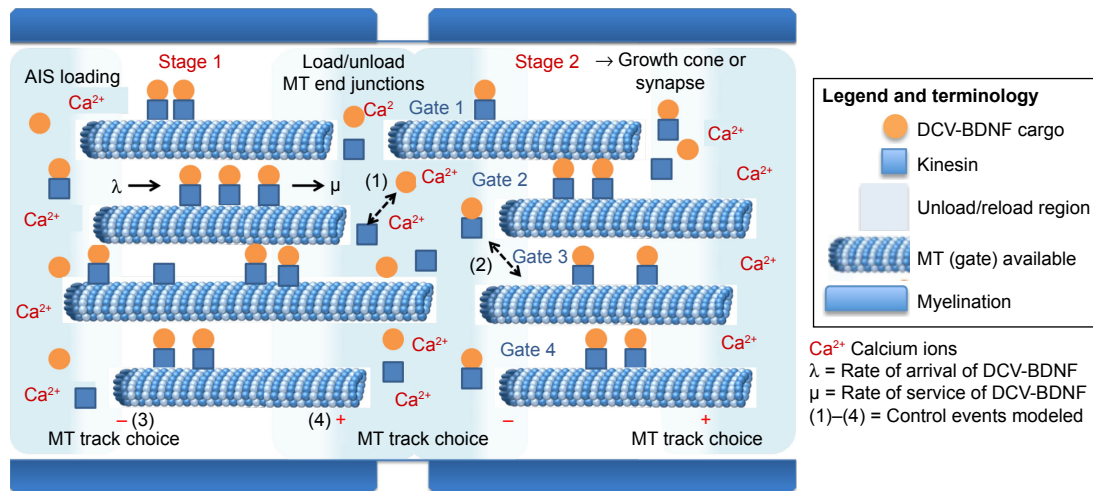 Stage 1
Load/unload
MT end junctions
Stage 2 → Growth cone or
synapse
AIS loading
Ca²⁺
Ca²
Gate 1
Ca²⁺
λ
μ
(1)
Ca²⁺
Gate 2
Ca²⁺
Ca²⁺
Ca²⁺
(2)
Gate 3
Ca²⁺
Ca²⁺
Ca²⁺
Gate 4
Ca²⁺
Ca²⁺
Ca²⁺
– (3)
(4) +
–
+
MT track choice
MT track choice
MT track choice
Legend and terminology
DCV-BDNF cargo
Kinesin
Unload/reload region
MT (gate) available
Myelination
Ca²⁺ Calcium ions
λ = Rate of arrival of DCV-BDNF
μ = Rate of service of DCV-BDNF
(1)–(4) = Control events modeled